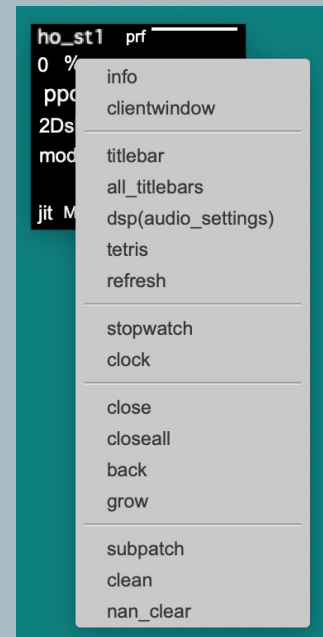 ho_st1 prf
0 %
ppo
2Ds
mod
jit M
info
clientwindow
titlebar
all_titlebars
dsp(audio_settings)
tetris
refresh
stopwatch
clock
close
closeall
back
grow
subpatch
clean
nan_clear